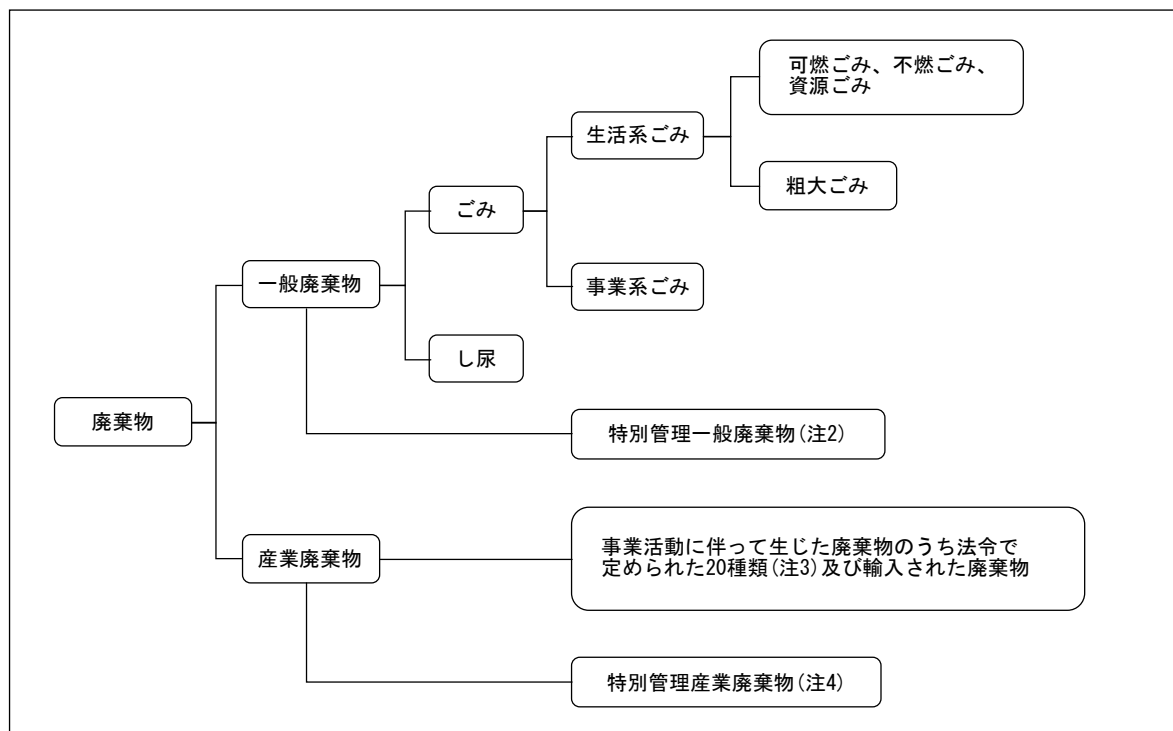 可燃ごみ、不燃ごみ、
資源ごみ
生活系ごみ
粗大ごみ
ごみ
一般廃棄物
事業系ごみ
し尿
廃棄物
特別管理一般廃棄物(注2)
産業廃棄物
事業活動に伴って生じた廃棄物のうち法令で
定められた20種類(注3)及び輸入された廃棄物
特別管理産業廃棄物(注4)